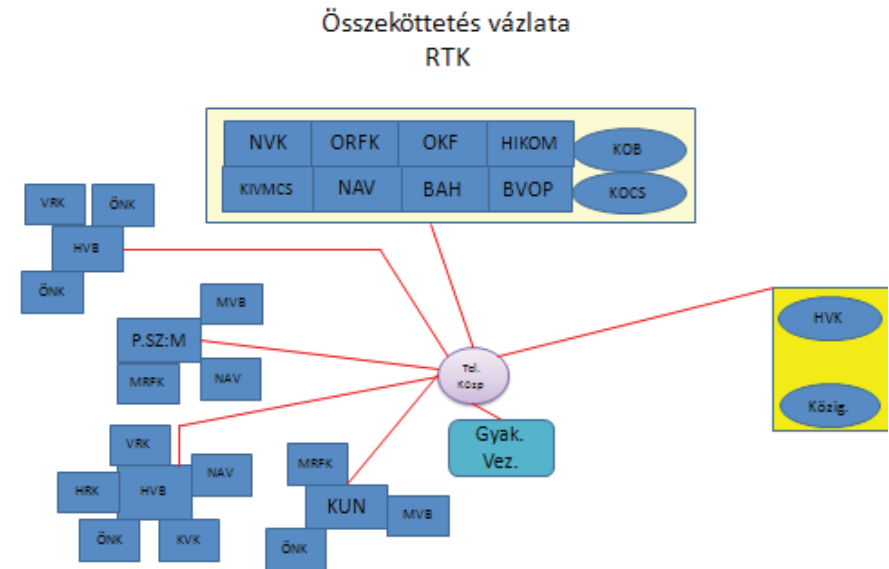 Összeköttetés vázlata
RTK
NVK ORFK OKF HIKOM KOB
KIVMCS NAV BAH BVOP KOCS
VRK ÖNK
HVB
ÖNK
MVB
P.SZ:M
MRFK NAV
HVK
Közig.
Tel.
Közp
Gyak.
Vez.
VRK
NAV
HRK HVB
ÖNK KVK
MRFK
KUN
MVB
ÖNK